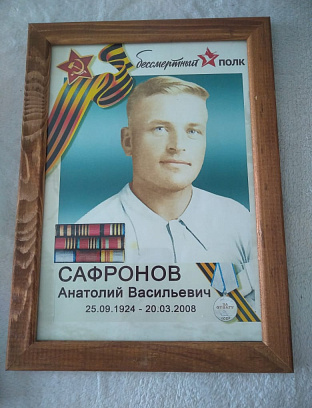 бессмертный полк
САФРОНОВ
Анатолий Васильевич
25.09.1924 - 20.03.2008